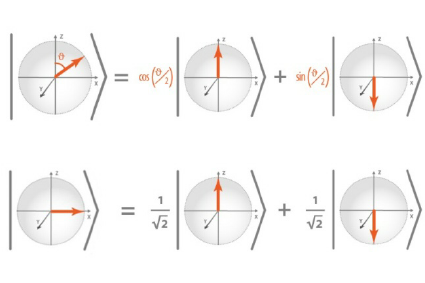 | Z ϑ X Y ⟩ = cos(ϑ/2) | Z X Y ⟩ + sin(ϑ/2) | Z X Y ⟩
| Z X Y ⟩ = 1/√2 | Z X Y ⟩ + 1/√2 | Z X Y ⟩